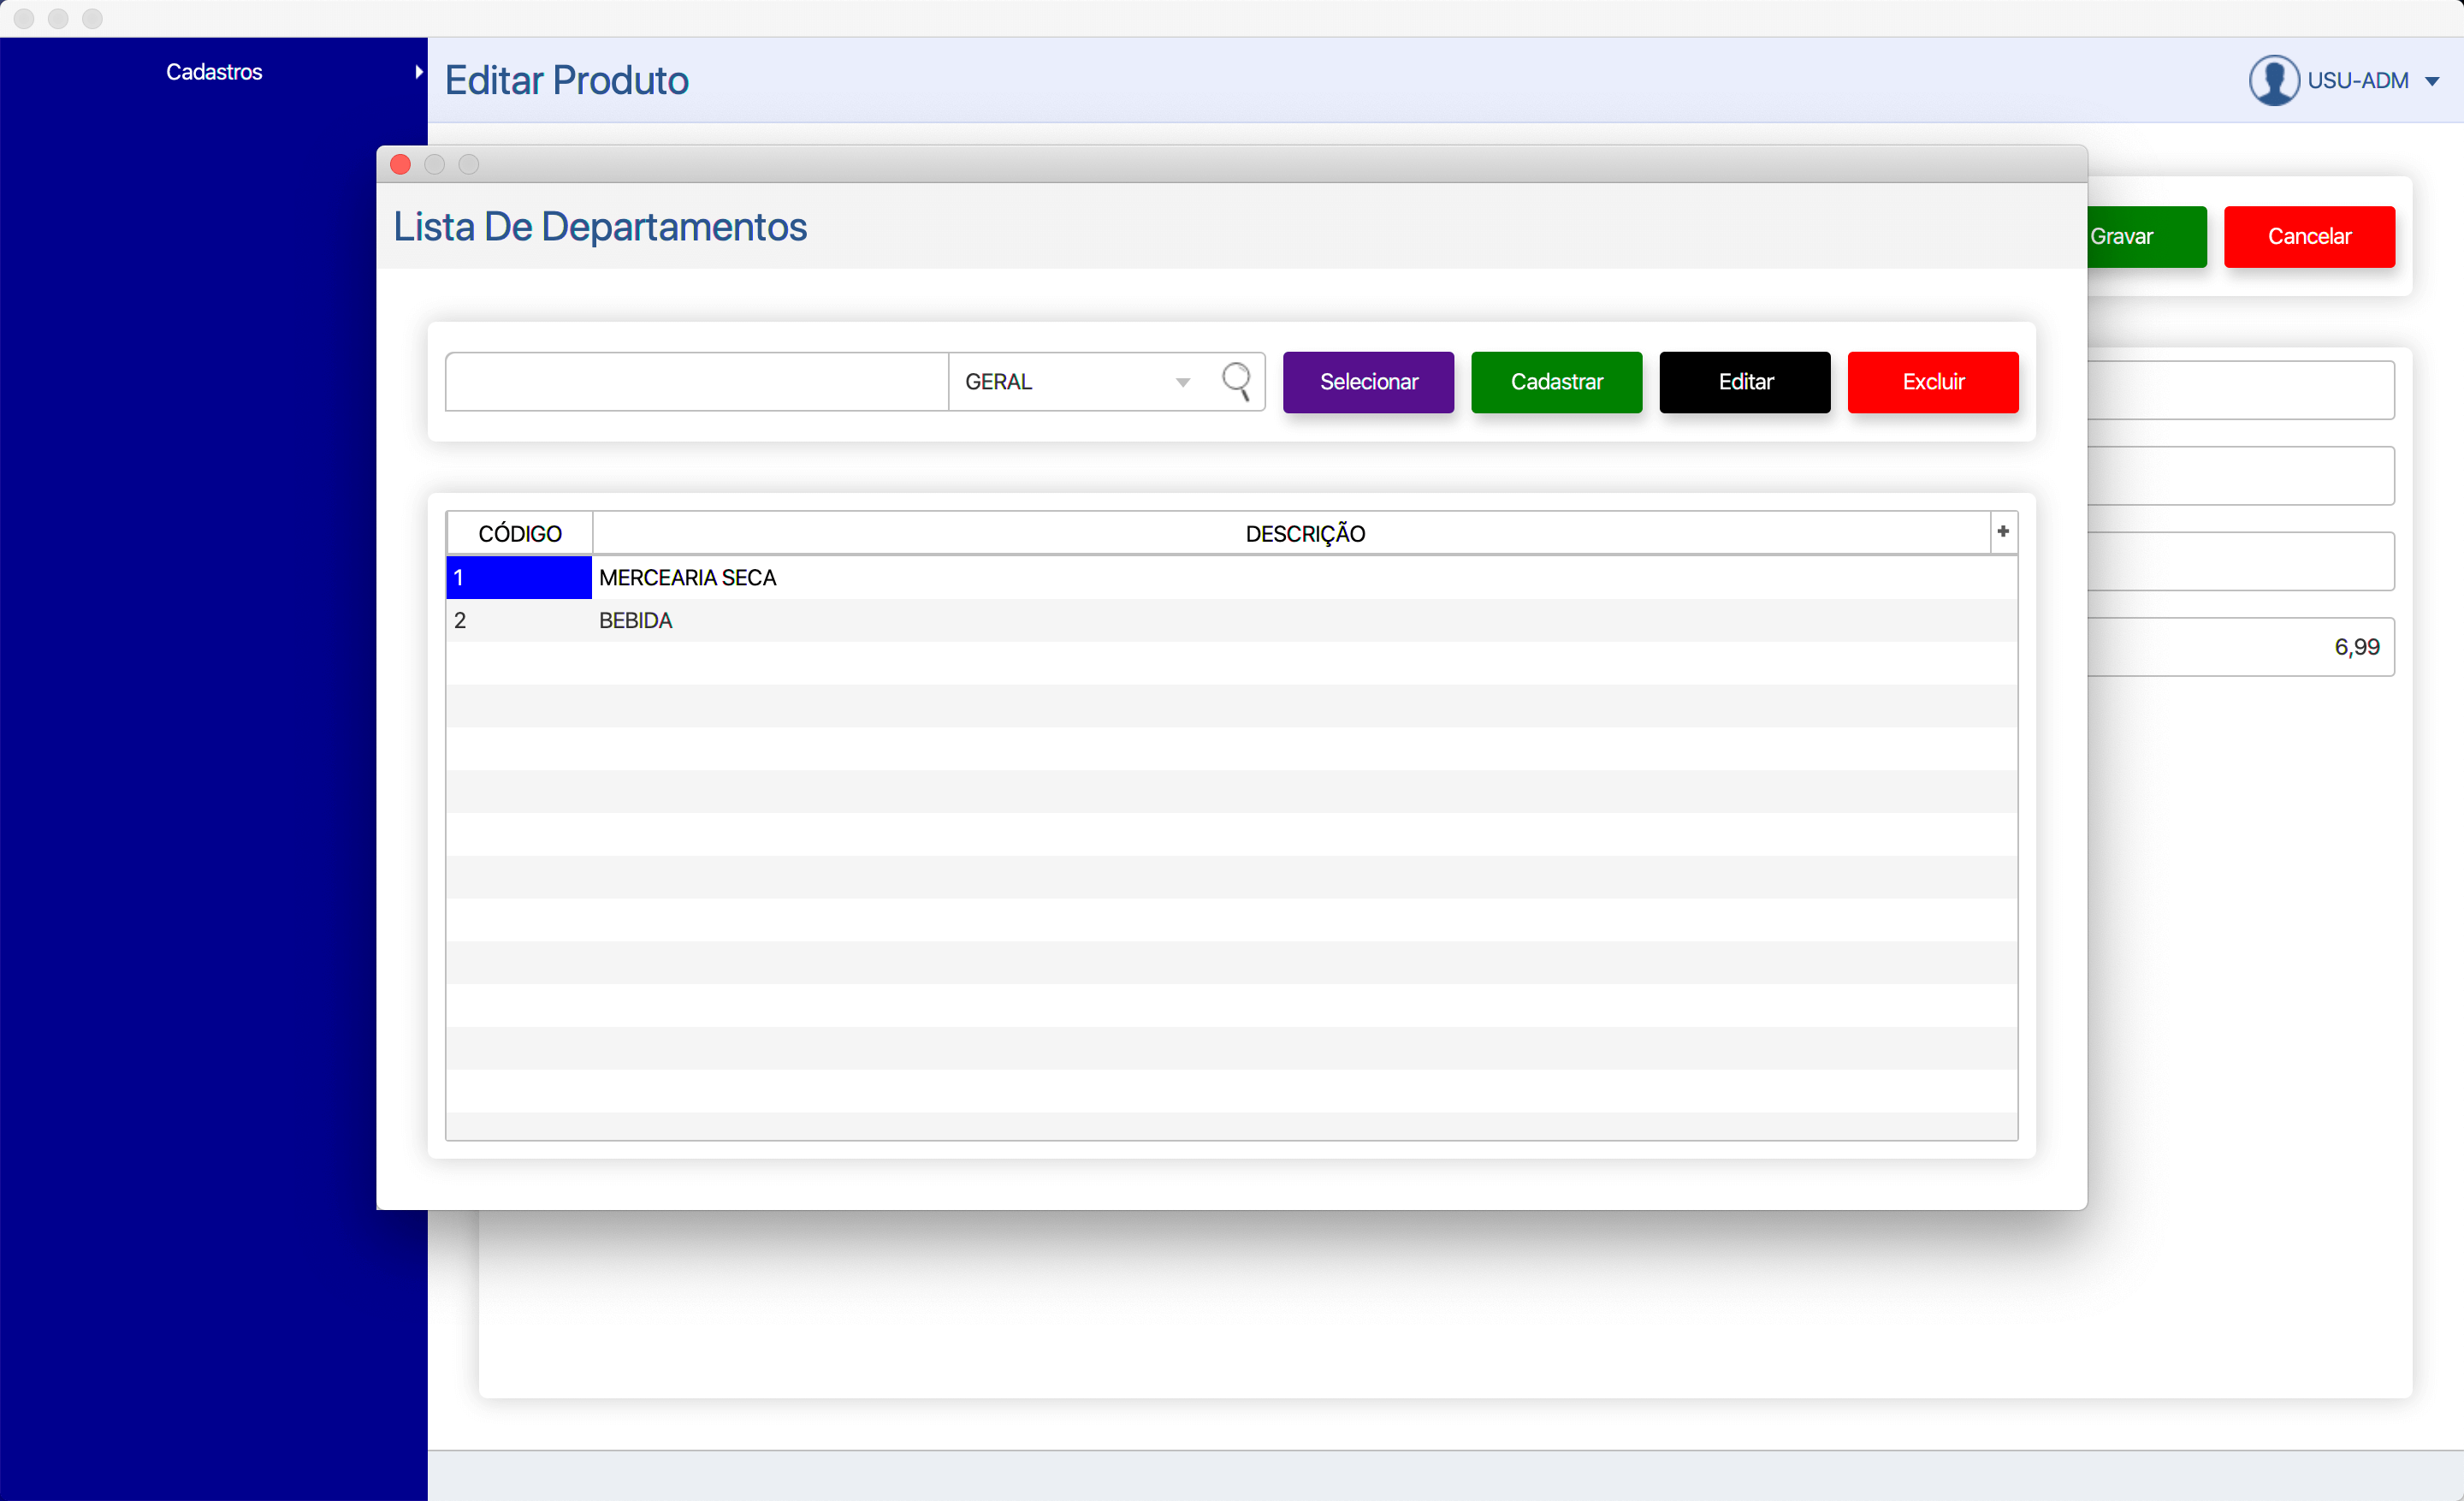 Cadastros
Editar Produto
USU-ADM
Lista De Departamentos
Gravar
Cancelar
GERAL
Selecionar
Cadastrar
Editar
Excluir
CÓDIGO DESCRIÇÃO +
1 MERCEARIA SECA
2 BEBIDA
6,99